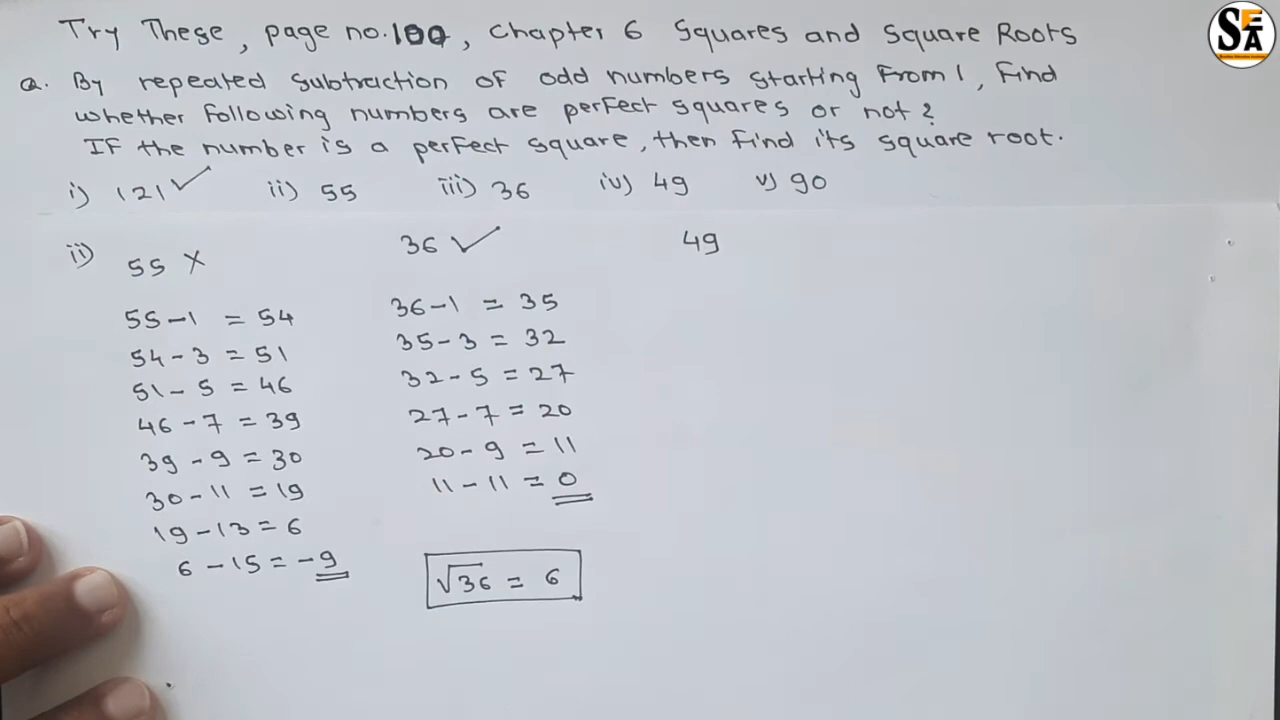 Try These, page no.100, Chapter 6 Squares and Square Roots
Q. By repeated subtraction of odd numbers starting from 1, find
whether following numbers are perfect squares or not?
If the number is a perfect square, then find its square root.
i) 121 ✓ ii) 55 iii) 36 iv) 49 v) 90
ii) 55 ×
55-1 = 54
54-3 = 51
51-5 = 46
46-7 = 39
39-9 = 30
30-11 = 19
19-13 = 6
6-15 = -9
36 ✓
36-1 = 35
35-3 = 32
32-5 = 27
27-7 = 20
20-9 = 11
11-11 = 0
√36 = 6
49
SEFA